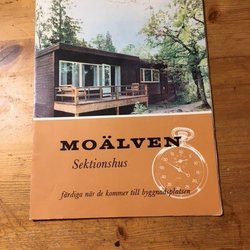 MOÄLVEN
Sektionshus
färdiga när de kommer till byggnadsplatsen